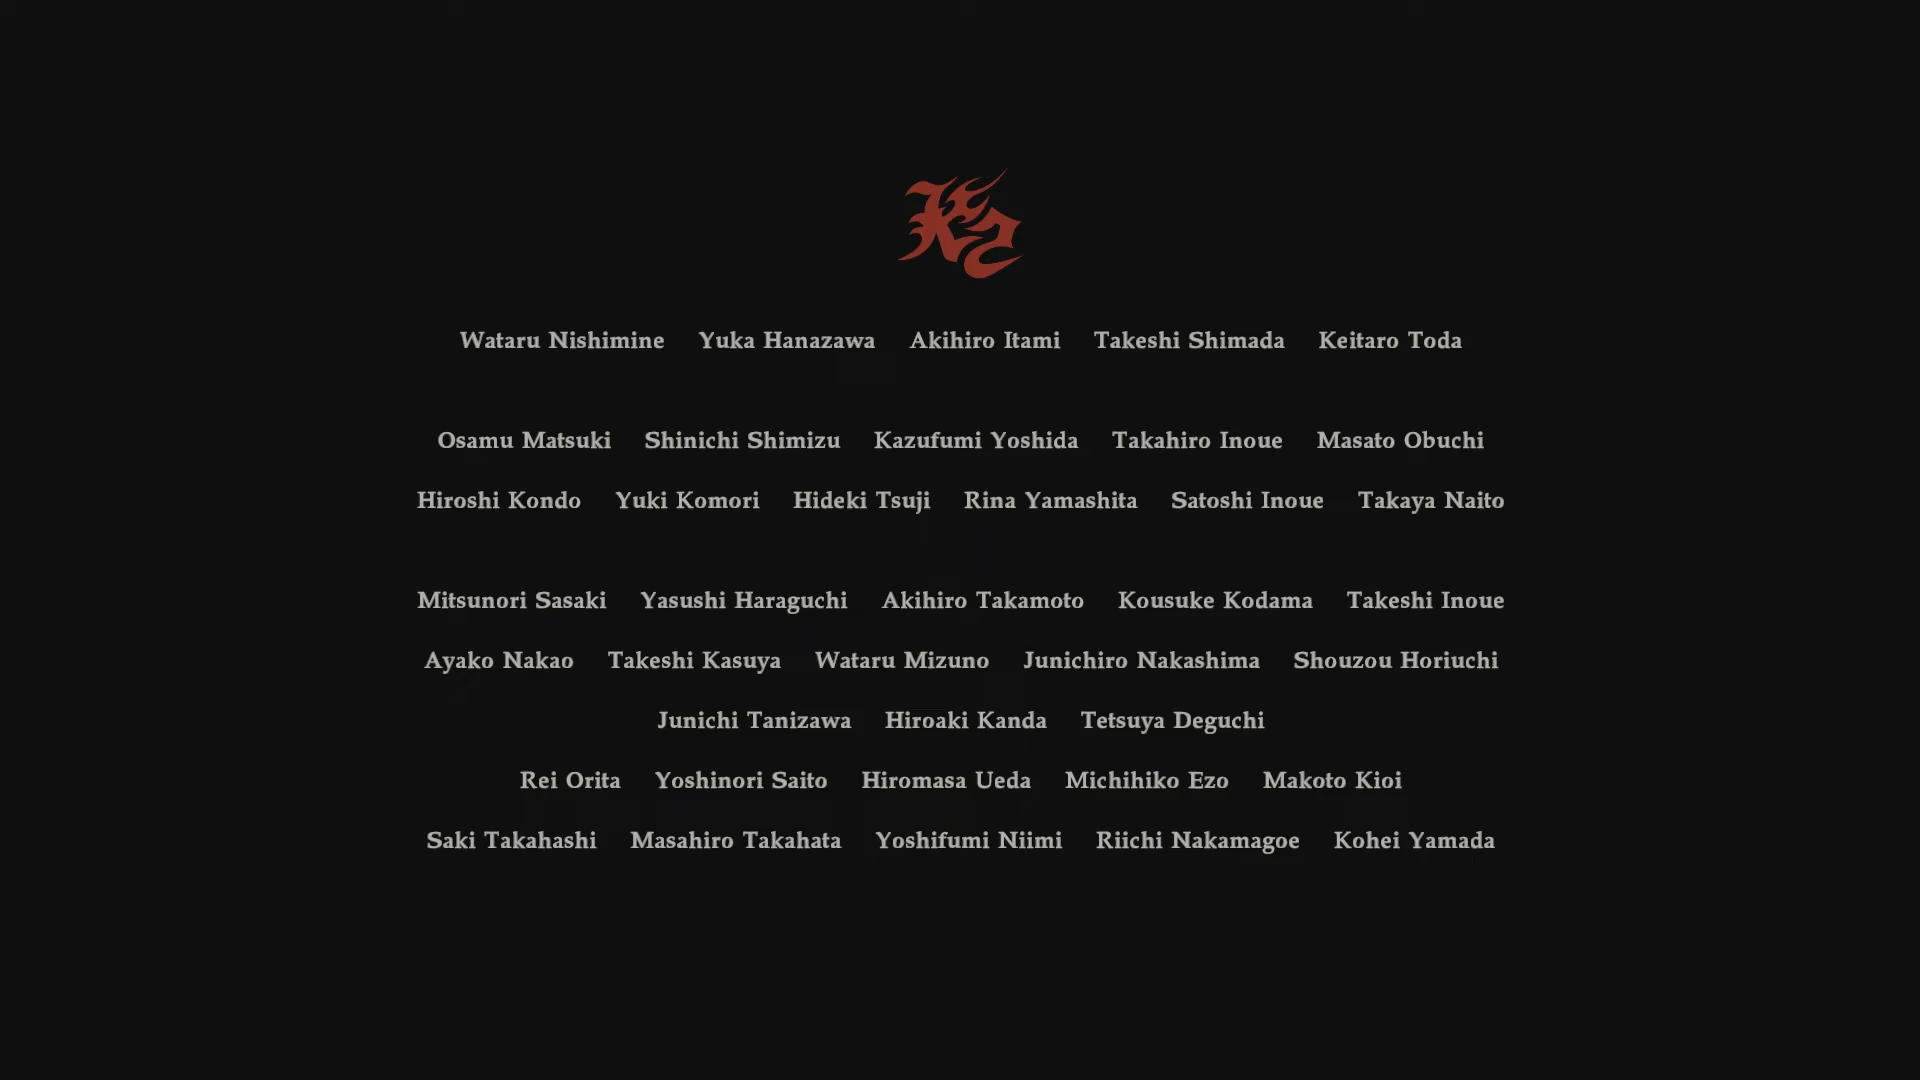 K2
Wataru Nishimine Yuka Hanazawa Akihiro Itami Takeshi Shimada Keitaro Toda
Osamu Matsuki Shinichi Shimizu Kazufumi Yoshida Takahiro Inoue Masato Obuchi
Hiroshi Kondo Yuki Komori Hideki Tsuji Rina Yamashita Satoshi Inoue Takaya Naito
Mitsunori Sasaki Yasushi Haraguchi Akihiro Takamoto Kousuke Kodama Takeshi Inoue
Ayako Nakao Takeshi Kasuya Wataru Mizuno Junichiro Nakashima Shouzou Horiuchi
Junichi Tanizawa Hiroaki Kanda Tetsuya Deguchi
Rei Orita Yoshinori Saito Hiromasa Ueda Michihiko Ezo Makoto Kioi
Saki Takahashi Masahiro Takahata Yoshifumi Niimi Riichi Nakamagoe Kohei Yamada